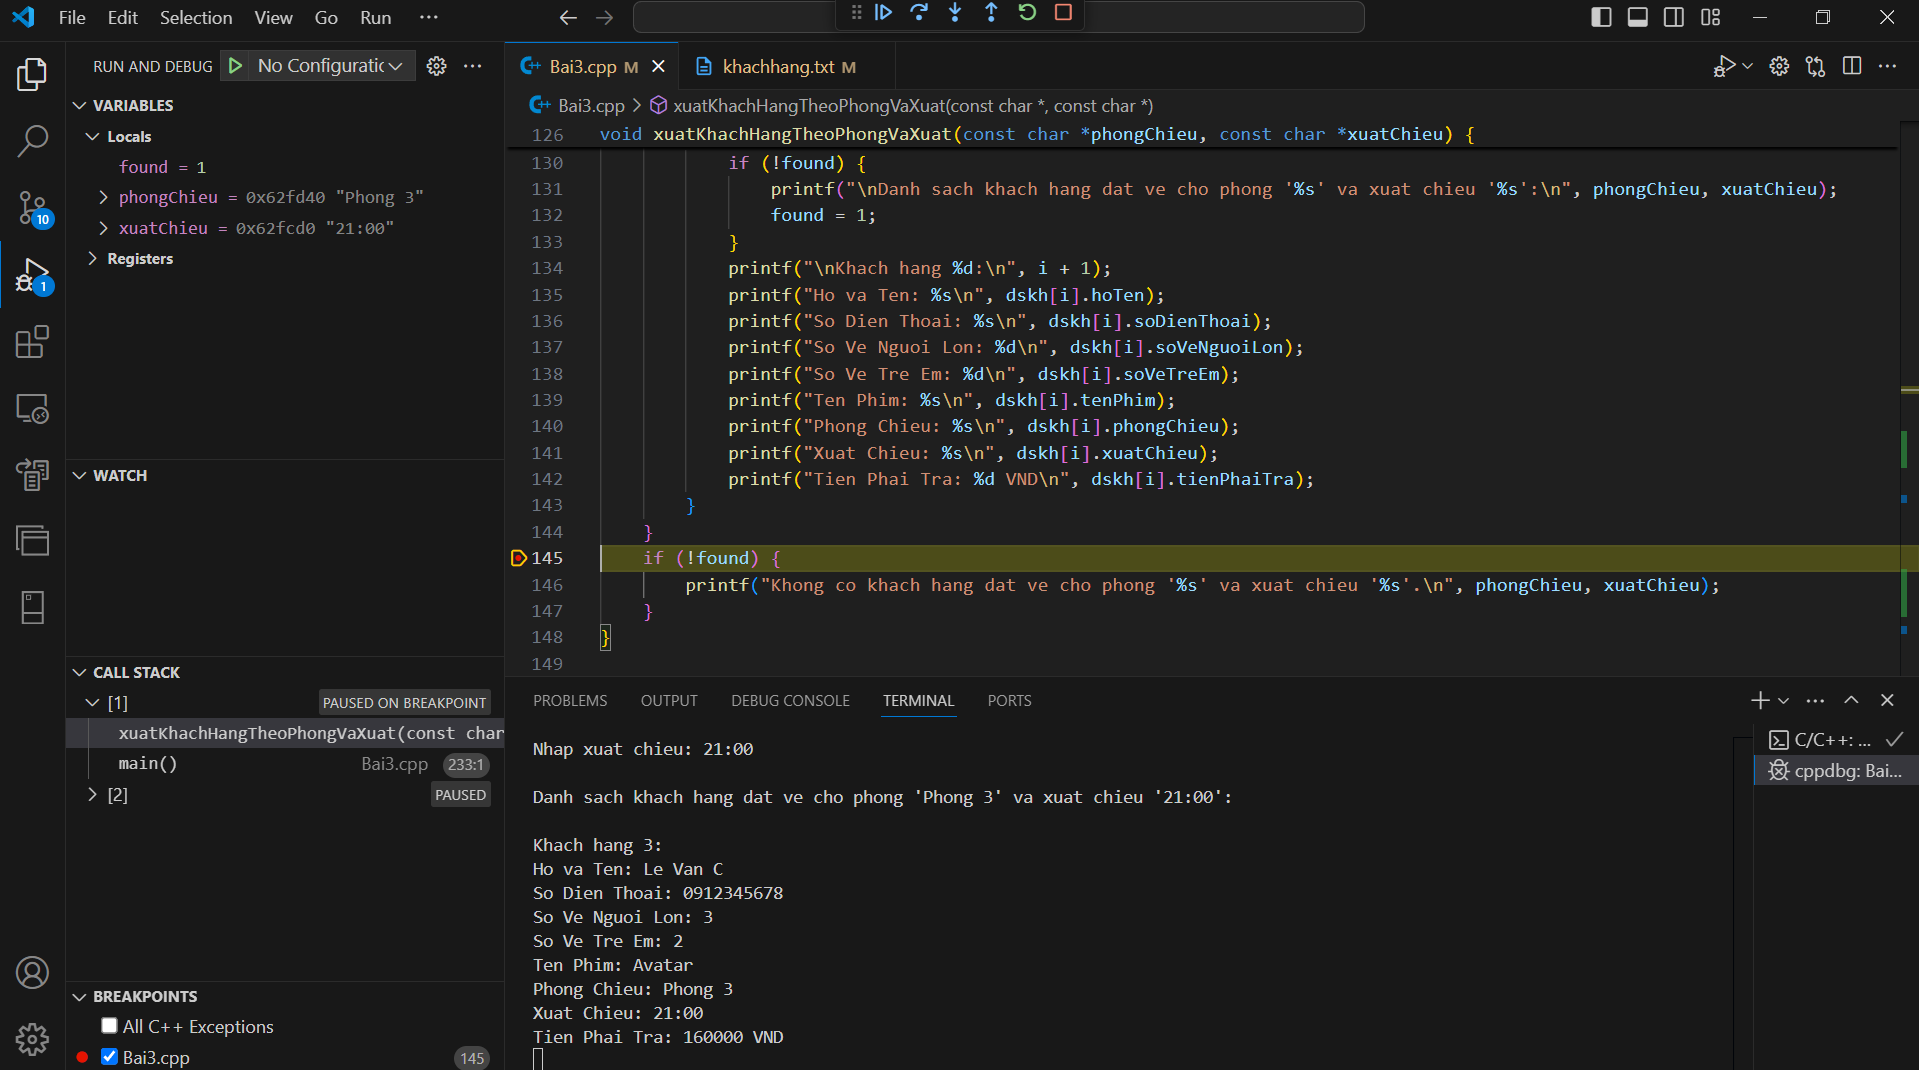 File Edit Selection View Go Run ···
RUN AND DEBUG No Configuratic
VARIABLES
Locals
found = 1
phongChieu = 0x62fd40 "Phong 3"
xuatChieu = 0x62fcd0 "21:00"
Registers
10
1
WATCH
CALL STACK
[1] PAUSED ON BREAKPOINT
xuatKhachHangTheoPhongVaXuat(const char
main() Bai3.cpp 233:1
[2] PAUSED
BREAKPOINTS
All C++ Exceptions
Bai3.cpp 145
Bai3.cpp M khachhang.txt M
Bai3.cpp > xuatKhachHangTheoPhongVaXuat(const char *, const char *)
126 void xuatKhachHangTheoPhongVaXuat(const char *phongChieu, const char *xuatChieu) {
130 if (!found) {
131 printf("\nDanh sach khach hang dat ve cho phong '%s' va xuat chieu '%s':\n", phongChieu, xuatChieu);
132 found = 1;
133 }
134 printf("\nKhach hang %d:\n", i + 1);
135 printf("Ho va Ten: %s\n", dskh[i].hoTen);
136 printf("So Dien Thoai: %s\n", dskh[i].soDienThoai);
137 printf("So Ve Nguoi Lon: %d\n", dskh[i].soVeNguoiLon);
138 printf("So Ve Tre Em: %d\n", dskh[i].soVeTreEm);
139 printf("Ten Phim: %s\n", dskh[i].tenPhim);
140 printf("Phong Chieu: %s\n", dskh[i].phongChieu);
141 printf("Xuat Chieu: %s\n", dskh[i].xuatChieu);
142 printf("Tien Phai Tra: %d VND\n", dskh[i].tienPhaiTra);
143 }
144 }
145 if (!found) {
146 printf("Khong co khach hang dat ve cho phong '%s' va xuat chieu '%s'.\n", phongChieu, xuatChieu);
147 }
148 }
149
PROBLEMS OUTPUT DEBUG CONSOLE TERMINAL PORTS
Nhap xuat chieu: 21:00
Danh sach khach hang dat ve cho phong 'Phong 3' va xuat chieu '21:00':
Khach hang 3:
Ho va Ten: Le Van C
So Dien Thoai: 0912345678
So Ve Nguoi Lon: 3
So Ve Tre Em: 2
Ten Phim: Avatar
Phong Chieu: Phong 3
Xuat Chieu: 21:00
Tien Phai Tra: 160000 VND
C/C++: ...
cppdbg: Bai...